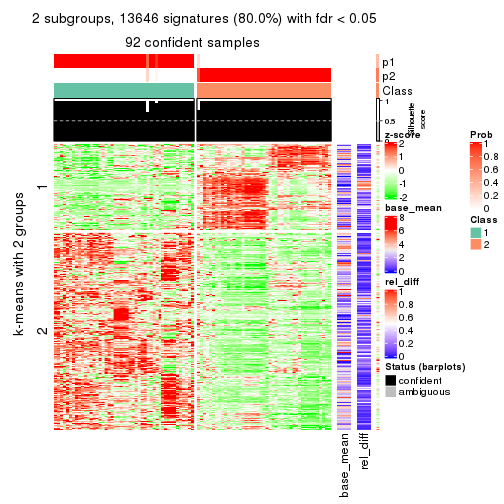 2 subgroups, 13646 signatures (80.0%) with fdr < 0.05
92 confident samples
p1
p2
Class
1
0.5
0
Silhouette
score
k-means with 2 groups
1
2
z-score
2
1
0
-1
-2
base_mean
8
6
4
2
0
rel_diff
1
0.8
0.6
0.4
0.2
0
Status (barplots)
confident
ambiguous
Prob
1
0.8
0.6
0.4
0.2
0
Class
1
2
base_mean
rel_diff